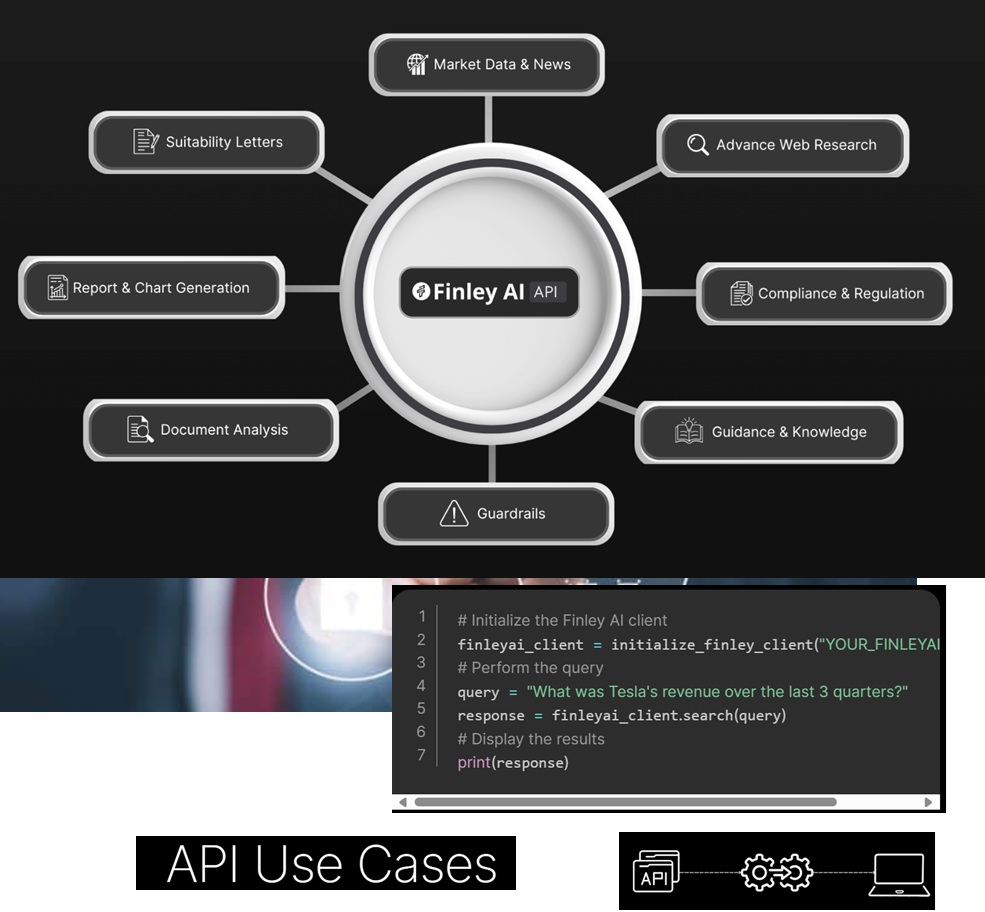 Market Data & News
Suitability Letters
Advance Web Research
Report & Chart Generation
Finley AI API
Compliance & Regulation
Document Analysis
Guidance & Knowledge
Guardrails
1 # Initialize the Finley AI client
2 finleyai_client = initialize_finley_client("YOUR_FINLEYAI
3 # Perform the query
4 query = "What was Tesla's revenue over the last 3 quarters?"
5 response = finleyai_client.search(query)
6 # Display the results
7 print(response)
API Use Cases
API